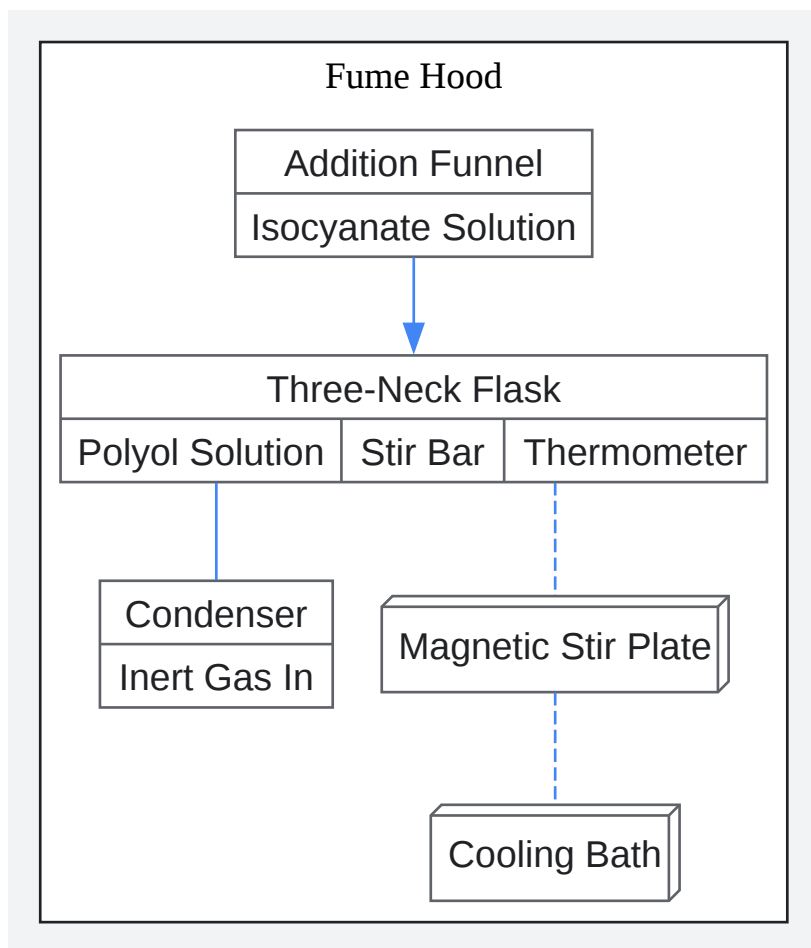 Fume Hood
Addition Funnel
Isocyanate Solution
Three-Neck Flask
Polyol Solution
Stir Bar
Thermometer
Condenser
Inert Gas In
Magnetic Stir Plate
Cooling Bath